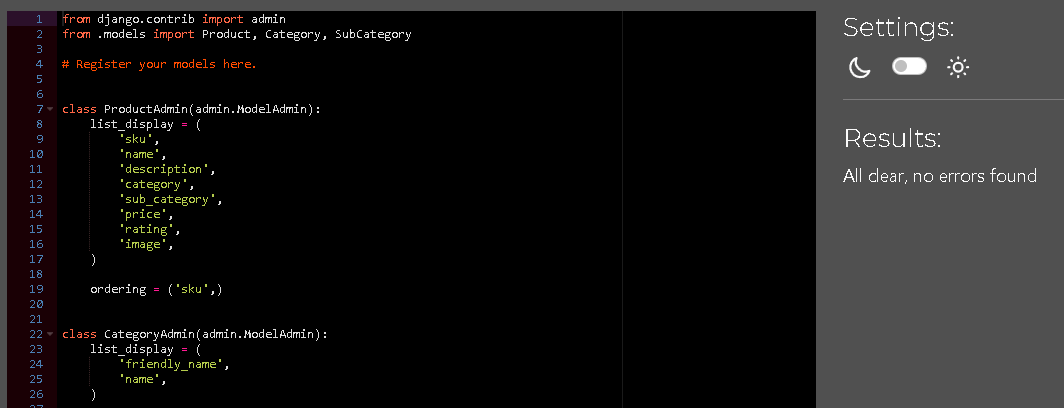 1 from django.contrib import admin
2 from .models import Product, Category, SubCategory
3
4 # Register your models here.
5
6
7 class ProductAdmin(admin.ModelAdmin):
8     list_display = (
9         'sku',
10         'name',
11         'description',
12         'category',
13         'sub_category',
14         'price',
15         'rating',
16         'image',
17     )
18
19     ordering = ('sku',)
20
21
22 class CategoryAdmin(admin.ModelAdmin):
23     list_display = (
24         'friendly_name',
25         'name',
26     )
27
Settings:
Results:
All clear, no errors found